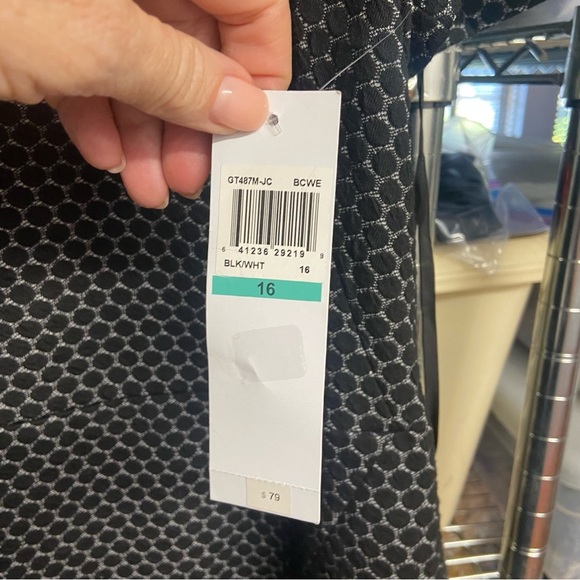 GT487M-JC BCWE
6 41236 29219 9
BLK/WHT 16
16
$79